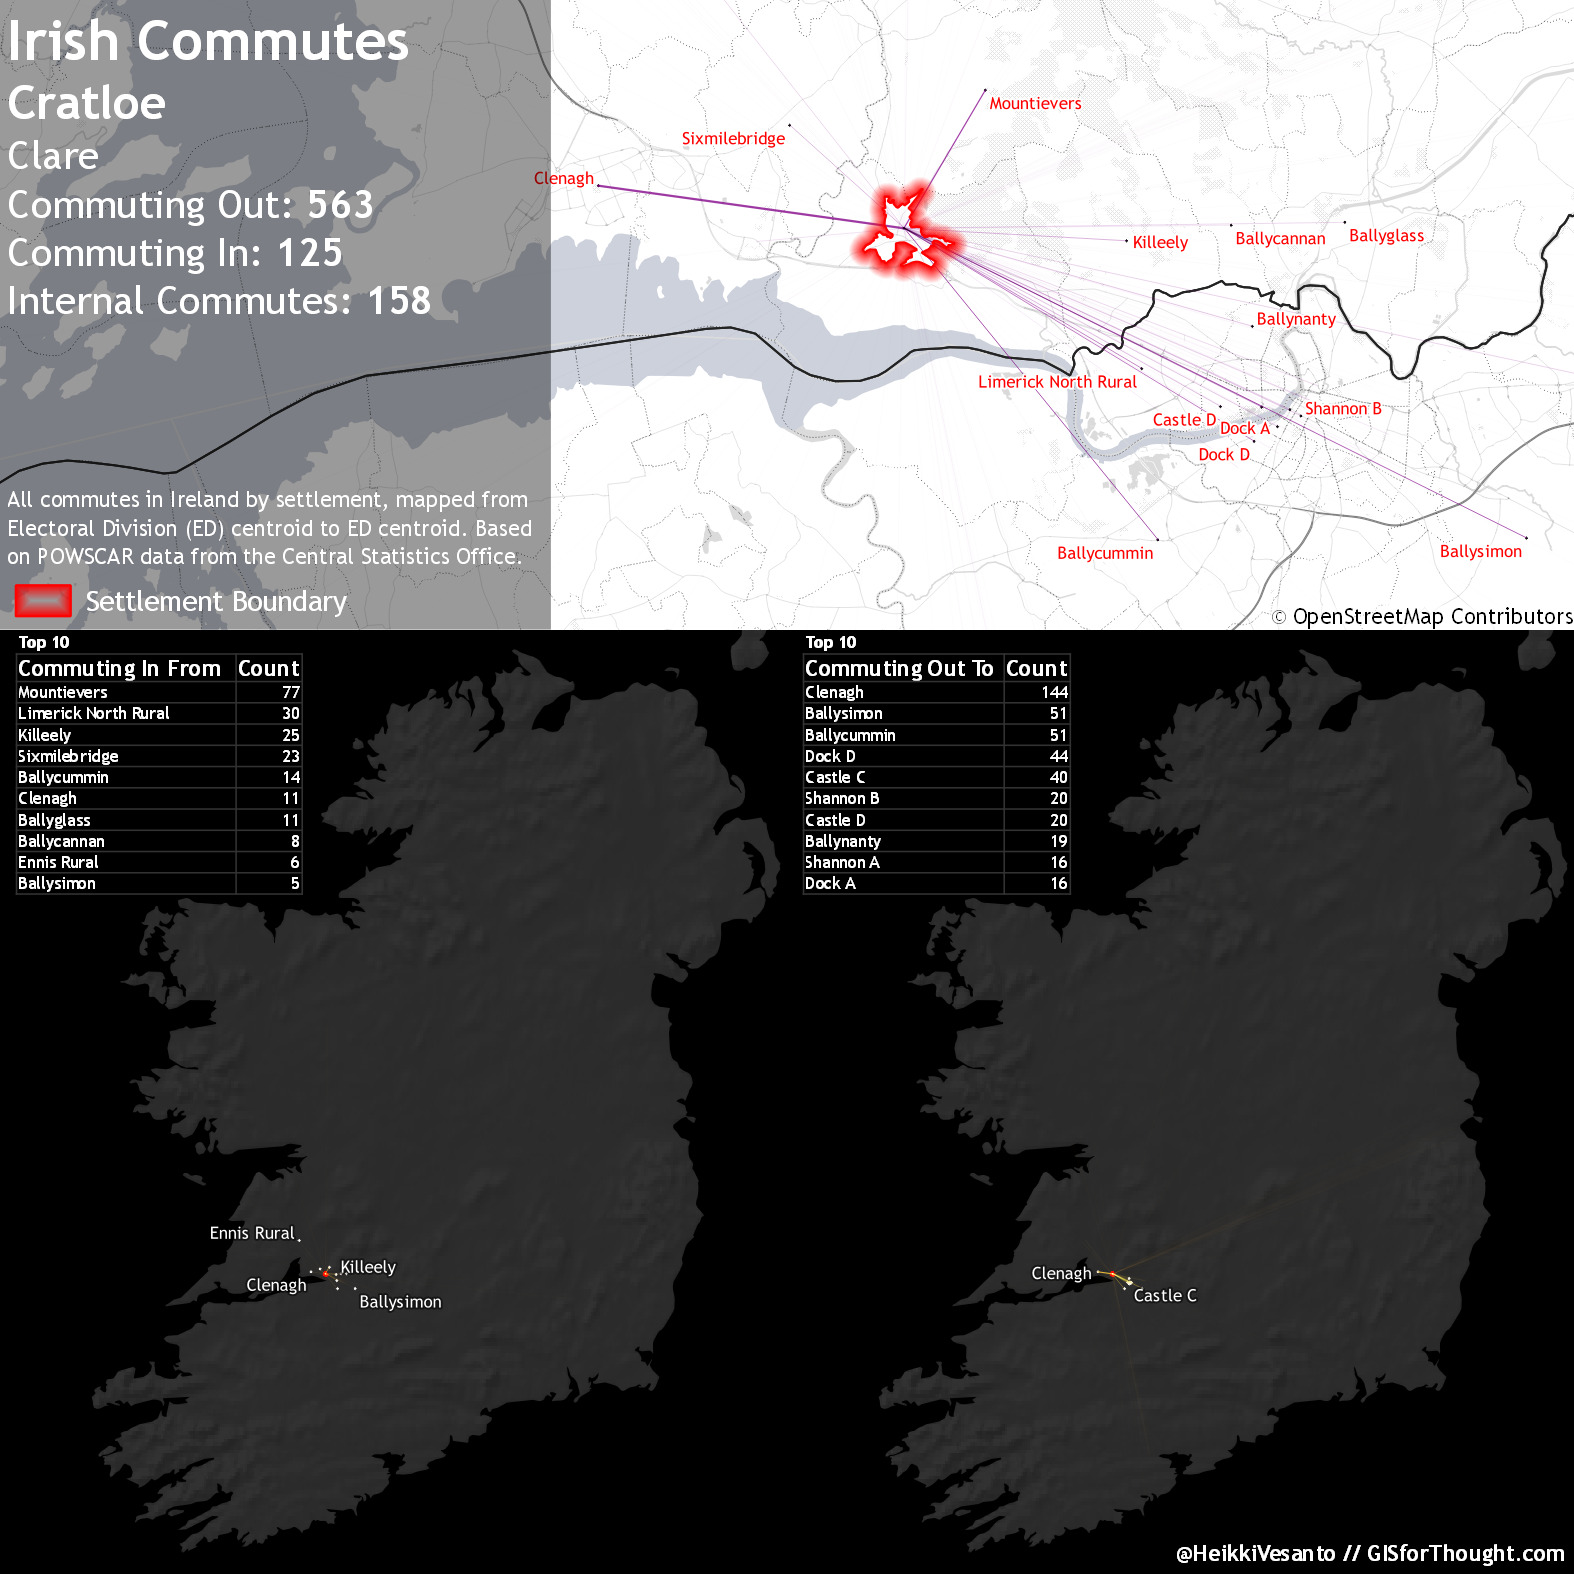 Irish Commutes
Cratloe
Clare
Commuting Out: 563
Commuting In: 125
Internal Commutes: 158
All commutes in Ireland by settlement, mapped from
Electoral Division (ED) centroid to ED centroid. Based
on POWSCAR data from the Central Statistics Office.
Settlement Boundary
Mountievers
Sixmilebridge
Clenagh
Killeely
Ballycannan
Ballyglass
Ballynanty
Limerick North Rural
Castle D
Shannon B
Dock A
Dock D
Ballycummin
Ballysimon
© OpenStreetMap Contributors
Top 10
Commuting In From Count
Mountievers 77
Limerick North Rural 30
Killeely 25
Sixmilebridge 23
Ballycummin 14
Clenagh 11
Ballyglass 11
Ballycannan 8
Ennis Rural 6
Ballysimon 5
Top 10
Commuting Out To Count
Clenagh 144
Ballysimon 51
Ballycummin 51
Dock D 44
Castle C 40
Shannon B 20
Castle D 20
Ballynanty 19
Shannon A 16
Dock A 16
Ennis Rural
Killeely
Clenagh
Ballysimon
Clenagh
Castle C
@HeikkiVesanto // GISforThought.com